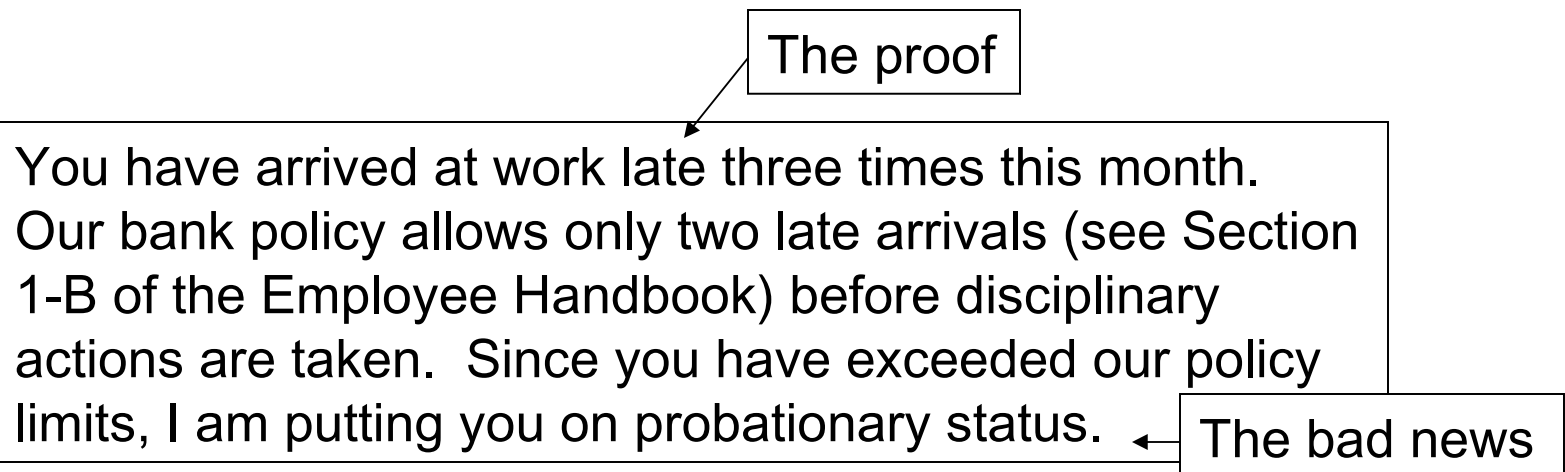 The proof
You have arrived at work late three times this month.
Our bank policy allows only two late arrivals (see Section
1-B of the Employee Handbook) before disciplinary
actions are taken.  Since you have exceeded our policy
limits, I am putting you on probationary status.
The bad news